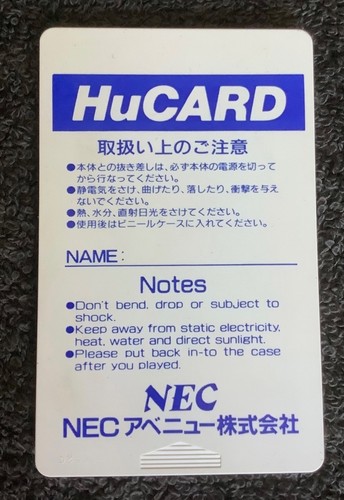 HuCARD
取扱い上のご注意
●本体との抜き差しは、必ず本体の電源を切って
から行なってください。
●静電気をさけ、曲げたり、落したり、衝撃を与え
ないでください。
●熱、水分、直射日光をさけてください。
●使用後はビニールケースに入れてください。
NAME:
Notes
●Don't bend, drop or subject to
shock.
●Keep away from static electricity,
heat, water and direct sunlight.
●Please put back in-to the case
after you played.
NEC
NECアベニュー株式会社